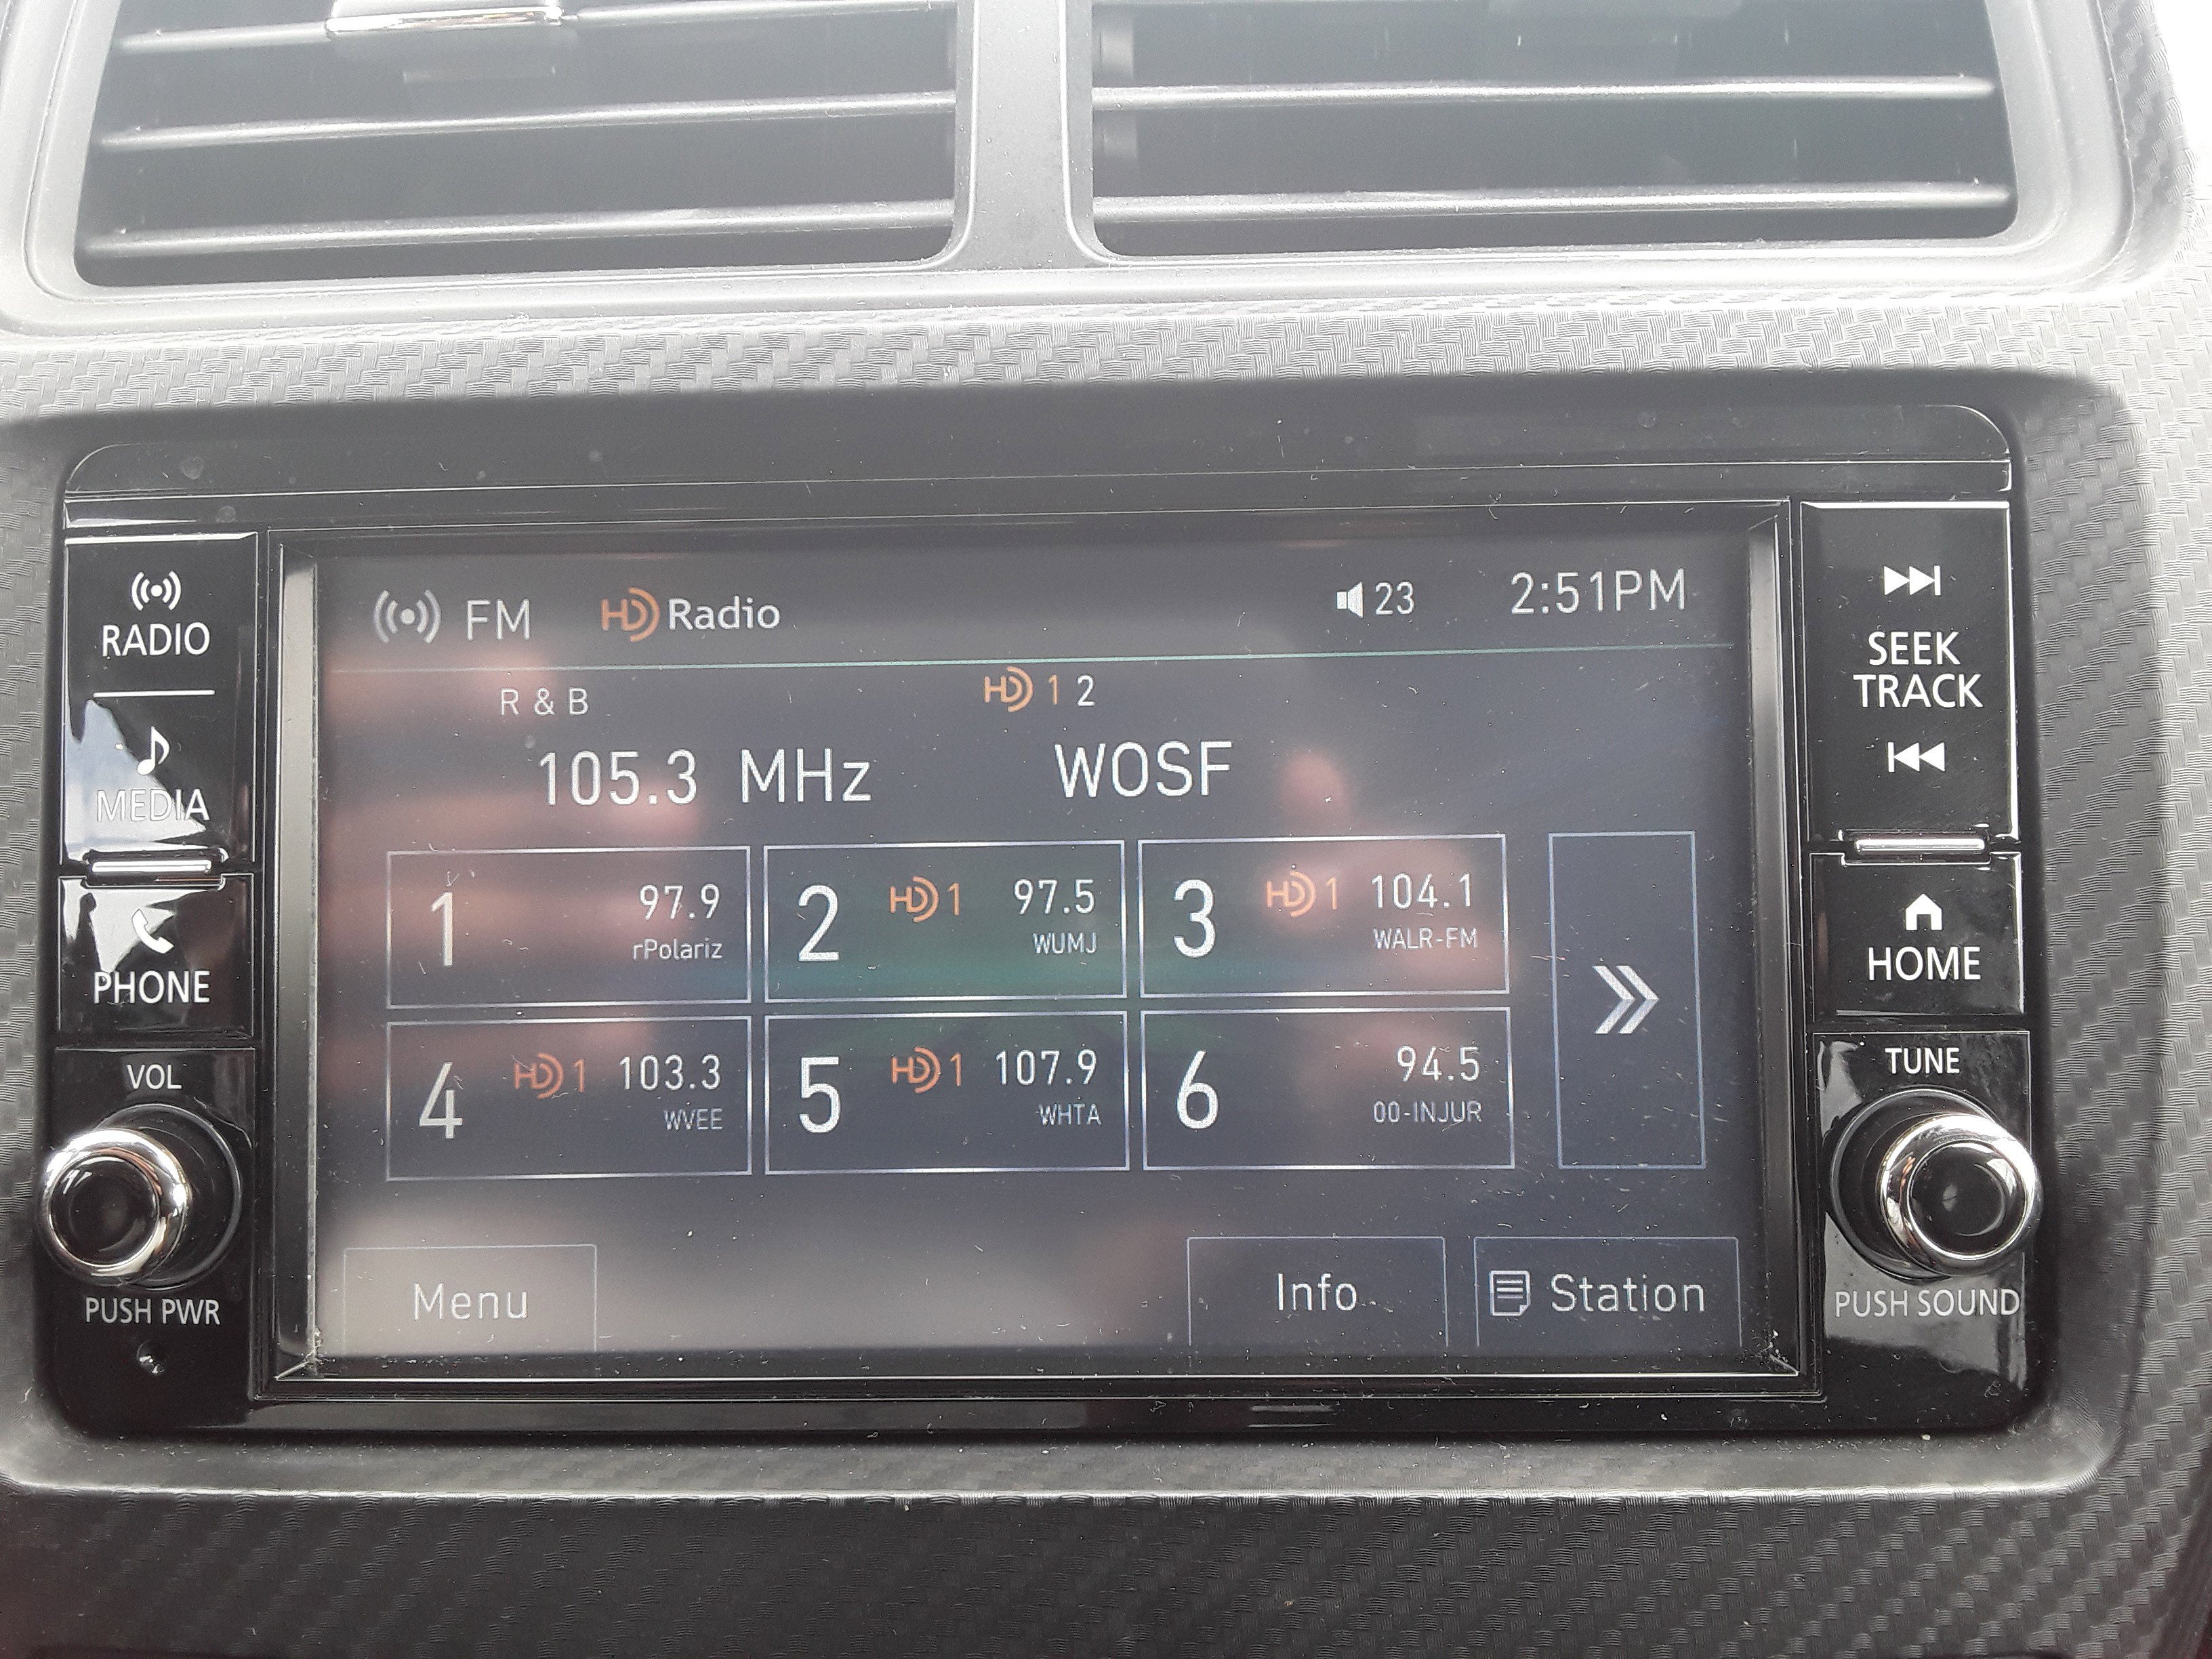 FM HD Radio 23 2:51PM
R & B HD 1 2
105.3 MHz WOSF
1 97.9 rPolariz
2 HD 1 97.5 WUMJ
3 HD 1 104.1 WALR-FM
4 HD 1 103.3 WVEE
5 HD 1 107.9 WHTA
6 94.5 00-INJUR
Menu Info Station
RADIO
MEDIA
PHONE
VOL
PUSH PWR
SEEK
TRACK
HOME
TUNE
PUSH SOUND